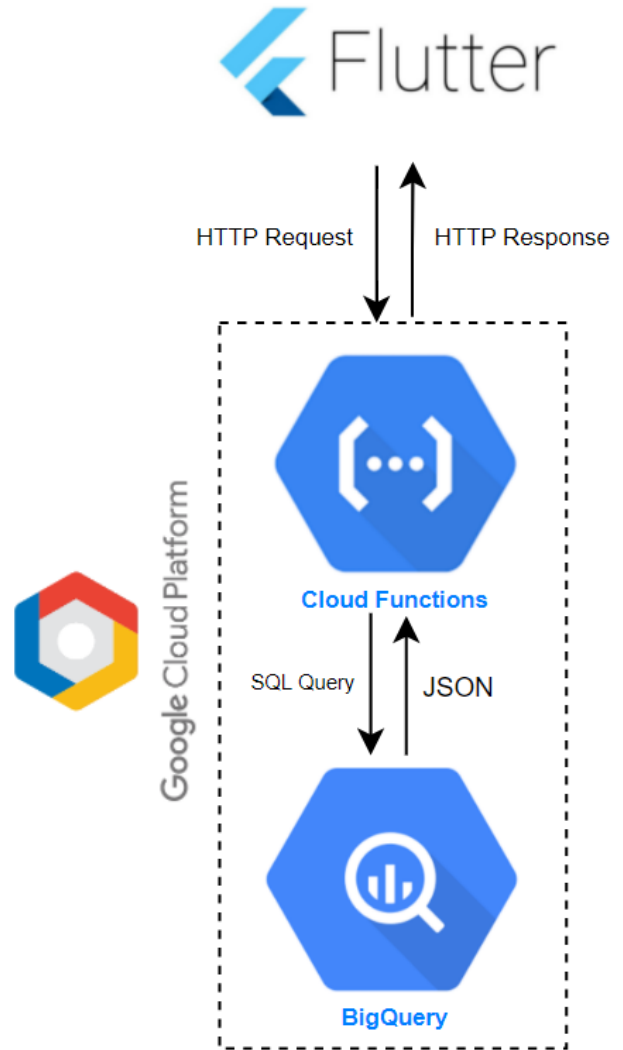 Flutter
HTTP Request
HTTP Response
Google Cloud Platform
Cloud Functions
SQL Query
JSON
BigQuery